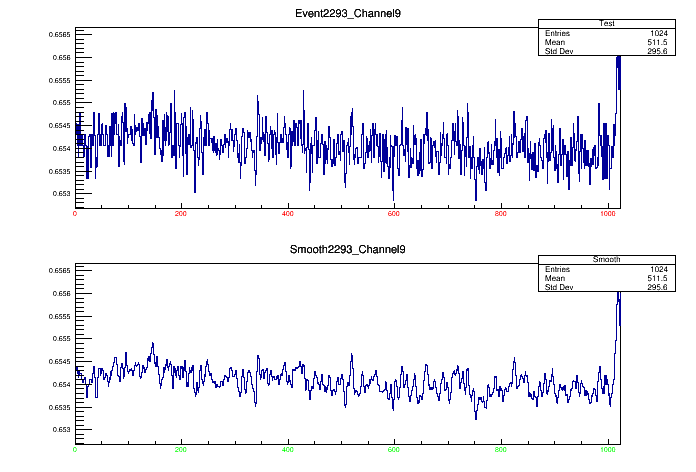 Event2293_Channel9
Test
Entries 1024
Mean 511.5
Std Dev 295.6
0.6565
0.656
0.6555
0.655
0.6545
0.654
0.6535
0.653
0 200 400 600 800 1000
Smooth2293_Channel9
Smooth
Entries 1024
Mean 511.5
Std Dev 295.6
0.6565
0.656
0.6555
0.655
0.6545
0.654
0.6535
0.653
0 200 400 600 800 1000